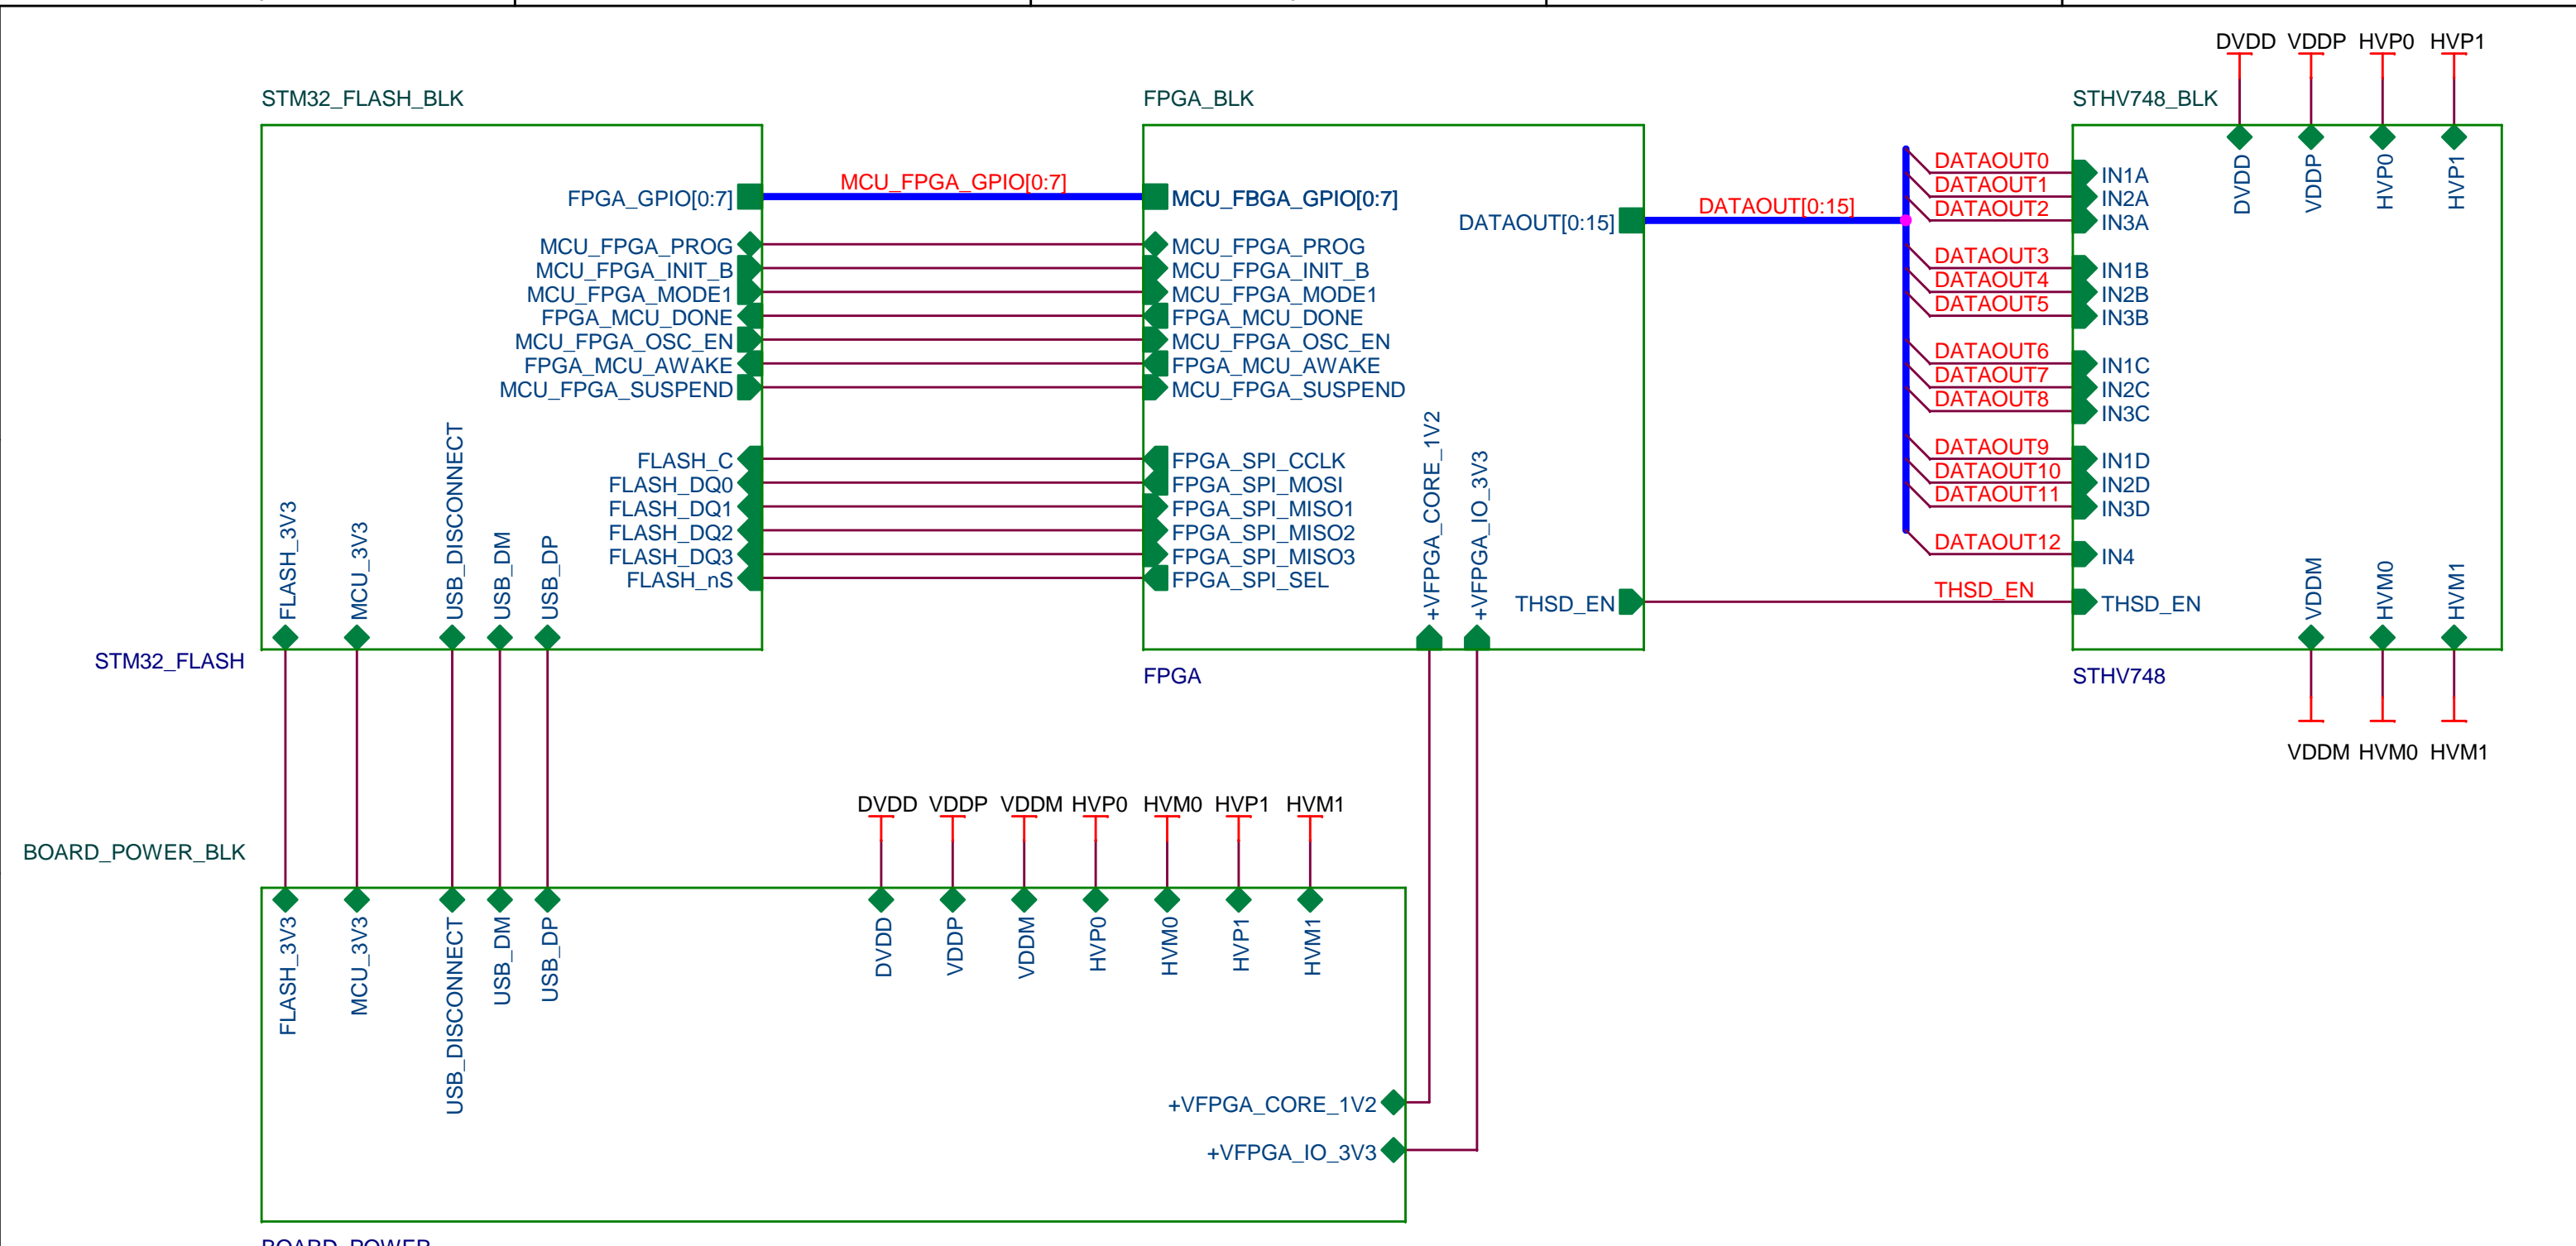 DVDD VDDP HVP0 HVP1
STM32_FLASH_BLK
FPGA_BLK
STHV748_BLK
FPGA_GPIO[0:7]
MCU_FPGA_PROG
MCU_FPGA_INIT_B
MCU_FPGA_MODE1
FPGA_MCU_DONE
MCU_FPGA_OSC_EN
FPGA_MCU_AWAKE
MCU_FPGA_SUSPEND
FLASH_C
FLASH_DQ0
FLASH_DQ1
FLASH_DQ2
FLASH_DQ3
FLASH_nS
FLASH_3V3
MCU_3V3
USB_DISCONNECT
USB_DM
USB_DP
STM32_FLASH
MCU_FPGA_GPIO[0:7]
MCU_FBGA_GPIO[0:7]
MCU_FPGA_PROG
MCU_FPGA_INIT_B
MCU_FPGA_MODE1
FPGA_MCU_DONE
MCU_FPGA_OSC_EN
FPGA_MCU_AWAKE
MCU_FPGA_SUSPEND
FPGA_SPI_CCLK
FPGA_SPI_MOSI
FPGA_SPI_MISO1
FPGA_SPI_MISO2
FPGA_SPI_MISO3
FPGA_SPI_SEL
DATAOUT[0:15]
THSD_EN
+VFPGA_CORE_1V2
+VFPGA_IO_3V3
FPGA
DATAOUT[0:15]
DATAOUT0
DATAOUT1
DATAOUT2
DATAOUT3
DATAOUT4
DATAOUT5
DATAOUT6
DATAOUT7
DATAOUT8
DATAOUT9
DATAOUT10
DATAOUT11
DATAOUT12
THSD_EN
IN1A
IN2A
IN3A
IN1B
IN2B
IN3B
IN1C
IN2C
IN3C
IN1D
IN2D
IN3D
IN4
THSD_EN
DVDD
VDDP
HVP0
HVP1
VDDM
HVM0
HVM1
STHV748
VDDM HVM0 HVM1
DVDD VDDP VDDM HVP0 HVM0 HVP1 HVM1
BOARD_POWER_BLK
FLASH_3V3
MCU_3V3
USB_DISCONNECT
USB_DM
USB_DP
DVDD
VDDP
VDDM
HVP0
HVM0
HVP1
HVM1
+VFPGA_CORE_1V2
+VFPGA_IO_3V3
BOARD_POWER